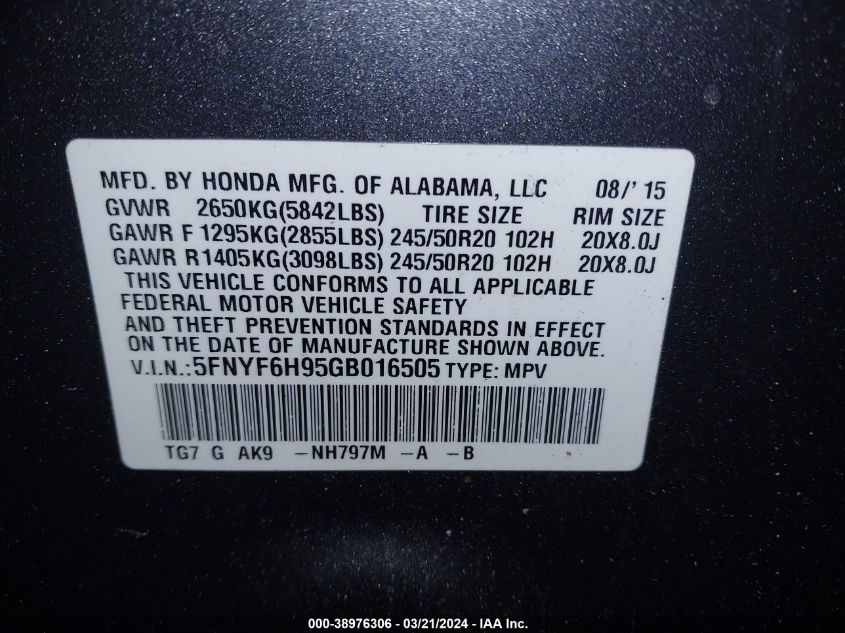 MFD. BY HONDA MFG. OF ALABAMA, LLC 08/' 15
GVWR 2650KG(5842LBS) TIRE SIZE RIM SIZE
GAWR F 1295KG(2855LBS) 245/50R20 102H 20X8.0J
GAWR R 1405KG(3098LBS) 245/50R20 102H 20X8.0J
THIS VEHICLE CONFORMS TO ALL APPLICABLE
FEDERAL MOTOR VEHICLE SAFETY
AND THEFT PREVENTION STANDARDS IN EFFECT
ON THE DATE OF MANUFACTURE SHOWN ABOVE.
V.I.N.:5FNYF6H95GB016505 TYPE: MPV
TG7 G AK9 -NH797M -A -B
000-38976306 - 03/21/2024 - IAA Inc.